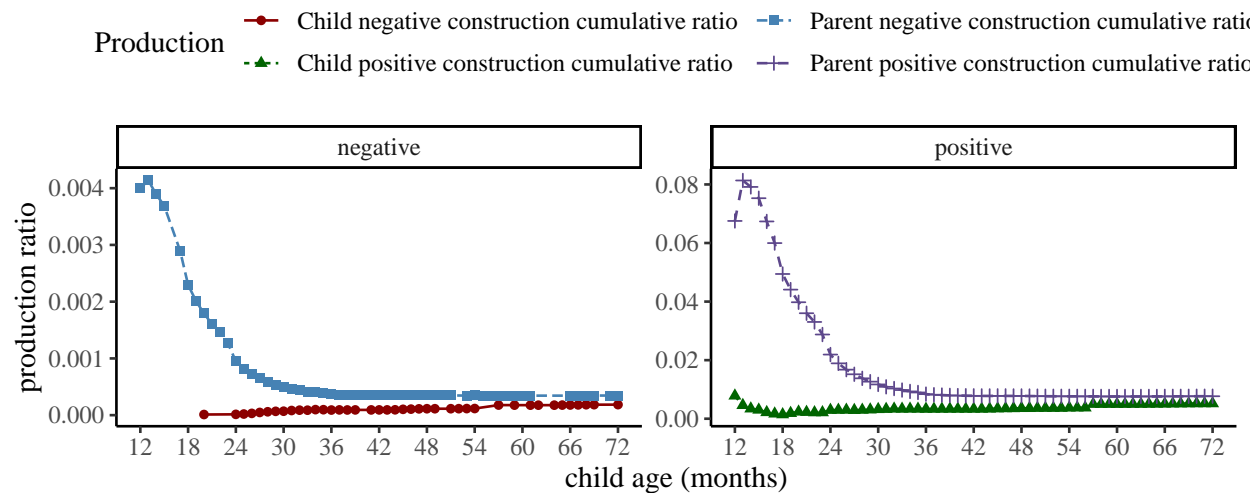 Production
Child negative construction cumulative ratio
Parent negative construction cumulative ratio
Child positive construction cumulative ratio
Parent positive construction cumulative ratio
negative
positive
production ratio
0.004
0.003
0.002
0.001
0.000
12 18 24 30 36 42 48 54 60 66 72
0.08
0.06
0.04
0.02
0.00
12 18 24 30 36 42 48 54 60 66 72
child age (months)